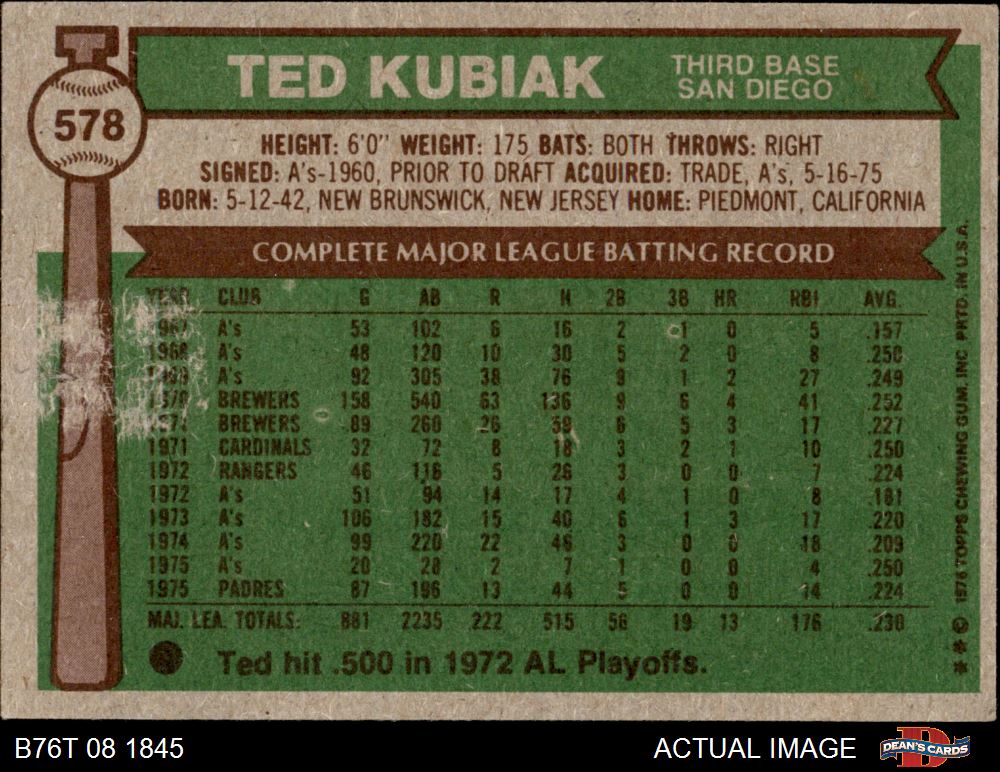 578
TED KUBIAK
THIRD BASE
SAN DIEGO
HEIGHT: 6'0" WEIGHT: 175 BATS: BOTH THROWS: RIGHT
SIGNED: A's-1960, PRIOR TO DRAFT ACQUIRED: TRADE, A's, 5-16-75
BORN: 5-12-42, NEW BRUNSWICK, NEW JERSEY HOME: PIEDMONT, CALIFORNIA
COMPLETE MAJOR LEAGUE BATTING RECORD
YEAR CLUB G AB R H 2B 3B HR RBI AVG.
1967 A's 53 102 6 16 2 1 0 5 .157
1968 A's 48 120 10 30 5 2 0 8 .250
1969 A's 92 305 38 76 9 1 2 27 .249
1970 BREWERS 158 540 63 136 9 6 4 41 .252
1971 BREWERS 89 260 26 59 6 5 3 17 .227
1971 CARDINALS 32 72 8 18 3 2 1 10 .250
1972 RANGERS 46 116 5 26 3 0 0 7 .224
1972 A's 51 94 14 17 4 1 0 8 .181
1973 A's 106 182 15 40 6 1 3 17 .220
1974 A's 99 220 22 46 3 0 0 18 .209
1975 A's 20 28 2 7 1 0 0 4 .250
1975 PADRES 87 196 13 44 5 0 0 14 .224
MAJ. LEA. TOTALS: 881 2235 222 515 56 19 13 176 .230
Ted hit .500 in 1972 AL Playoffs.
* * © 1976 TOPPS CHEWING GUM, INC PRTD. IN U.S.A.
B76T 08 1845
ACTUAL IMAGE
D
DEAN'S CARDS